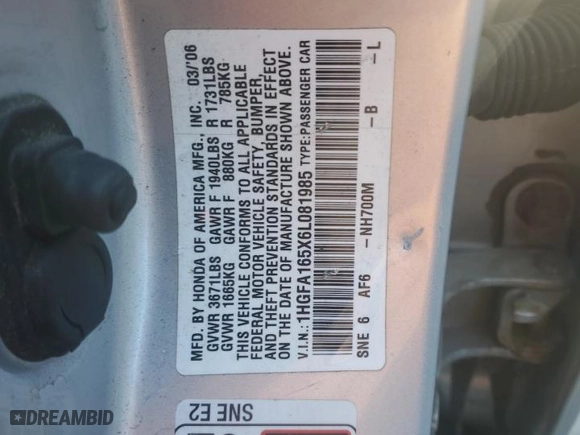 MFD. BY HONDA OF AMERICA MFG., INC. 03/'06
GVWR 3671LBS GAWR F 1940LBS R 1731LBS
GVWR 1665KG GAWR F 880KG R 785KG
THIS VEHICLE CONFORMS TO ALL APPLICABLE
FEDERAL MOTOR VEHICLE SAFETY, BUMPER,
AND THEFT PREVENTION STANDARDS IN EFFECT
ON THE DATE OF MANUFACTURE SHOWN ABOVE.
V.I.N.: 1HGFA165X6L081985 TYPE:PASSENGER CAR
SNE 6 AF6 -NH700M -B -L
SNE E2
DREAMBID